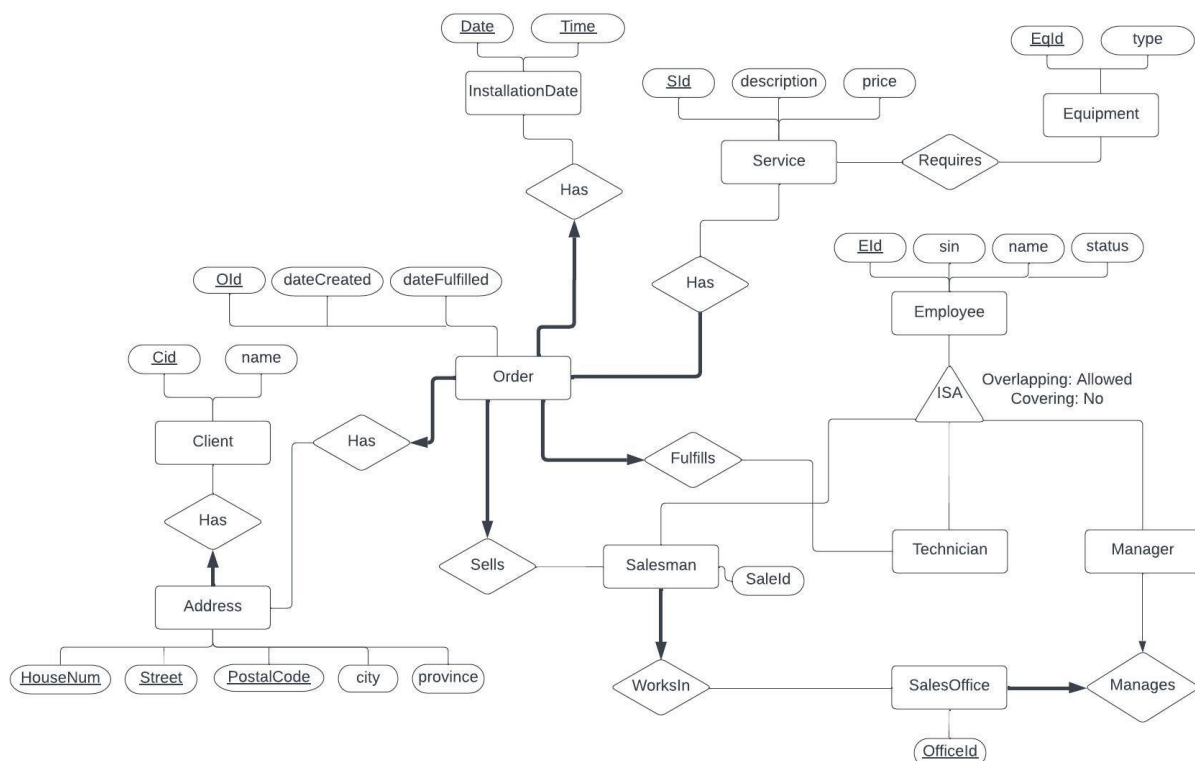 Date
Time
InstallationDate
EqId
type
Equipment
SId
description
price
Service
Requires
Has
EId
sin
name
status
Employee
OId
dateCreated
dateFulfilled
Has
Order
Cid
name
Client
ISA
Overlapping: Allowed
Covering: No
Has
Fulfills
Has
Sells
Salesman
SaleId
Technician
Manager
Address
HouseNum
Street
PostalCode
city
province
WorksIn
SalesOffice
Manages
OfficeId